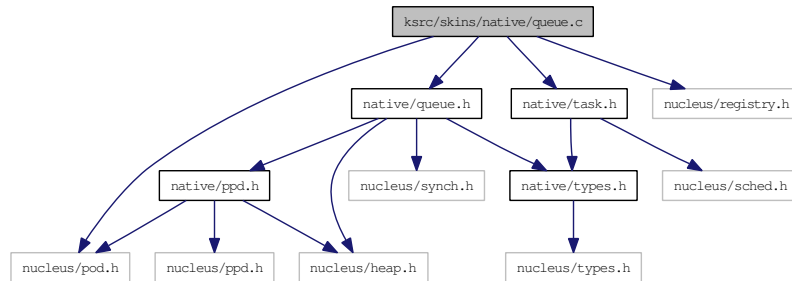 ksrc/skins/native/queue.c
native/queue.h
native/task.h
nucleus/registry.h
native/ppd.h
nucleus/synch.h
native/types.h
nucleus/sched.h
nucleus/pod.h
nucleus/ppd.h
nucleus/heap.h
nucleus/types.h